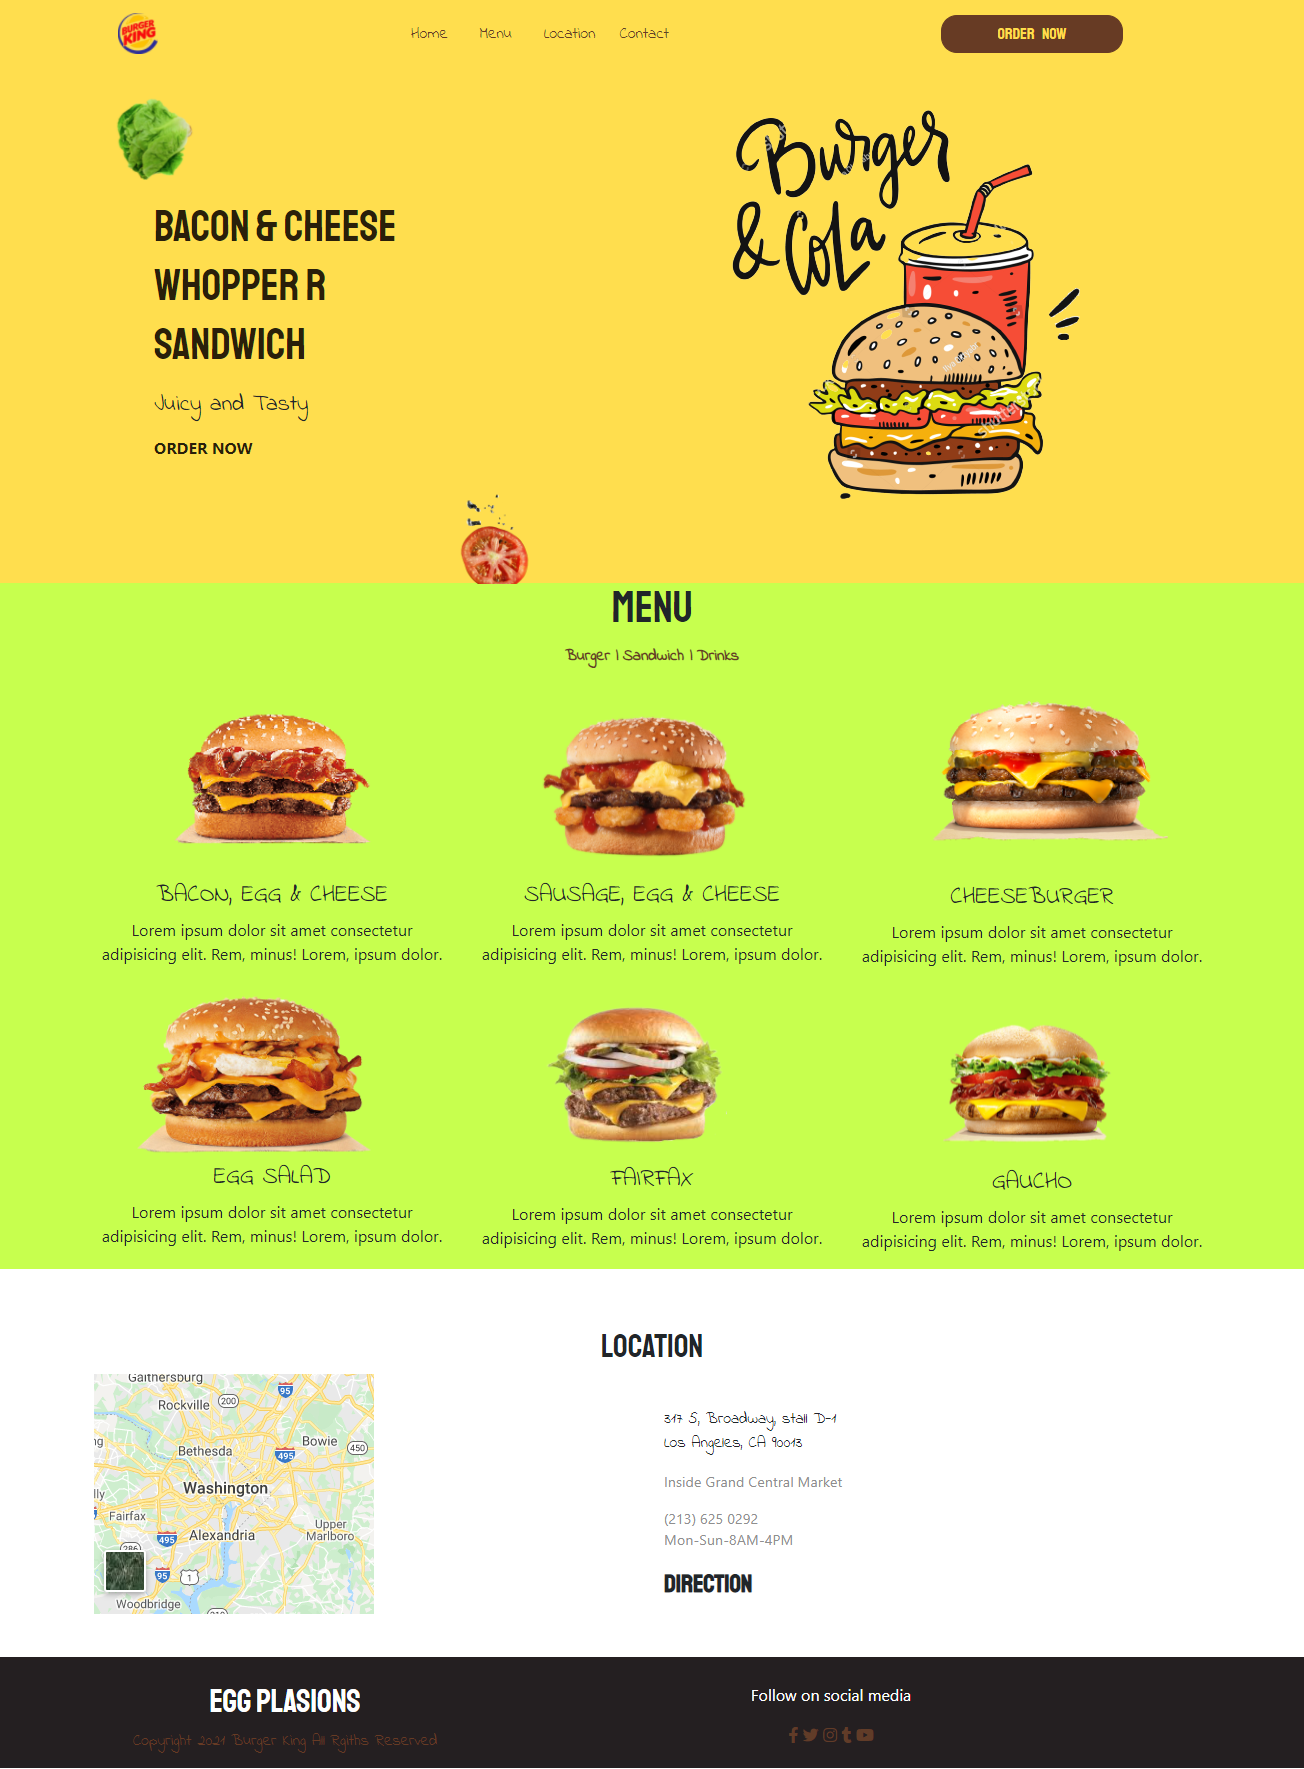 BURGER
KING
Home Menu Location Contact
ORDER NOW
Burger
& Cola
BACON & CHEESE
WHOPPER R
SANDWICH
Juicy and Tasty
ORDER NOW
MENU
Burger | Sandwich | Drinks
BACON, EGG & CHEESE
Lorem ipsum dolor sit amet consectetur
adipisicing elit. Rem, minus! Lorem, ipsum dolor.
SAUSAGE, EGG & CHEESE
Lorem ipsum dolor sit amet consectetur
adipisicing elit. Rem, minus! Lorem, ipsum dolor.
CHEESEBURGER
Lorem ipsum dolor sit amet consectetur
adipisicing elit. Rem, minus! Lorem, ipsum dolor.
EGG SALAD
Lorem ipsum dolor sit amet consectetur
adipisicing elit. Rem, minus! Lorem, ipsum dolor.
FAIRFAX
Lorem ipsum dolor sit amet consectetur
adipisicing elit. Rem, minus! Lorem, ipsum dolor.
GAUCHO
Lorem ipsum dolor sit amet consectetur
adipisicing elit. Rem, minus! Lorem, ipsum dolor.
LOCATION
Gaithersburg
95
Rockville 200
Bethesda
Bowie 450
495
Washington
Fairfax
495
Alexandria
Upper
Marlboro
286
95
1
Woodbridge
210
317 S, Broadway, stall D-1
Los Angeles, CA 90013
Inside Grand Central Market
(213) 625 0292
Mon-Sun-8AM-4PM
DIRECTION
EGG PLASIONS
Copyright 2021 Burger King All Rgiths Reserved
Follow on social media